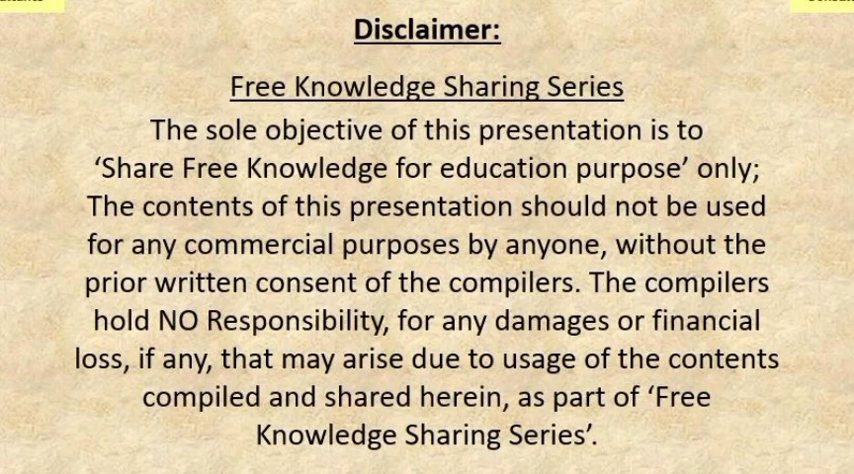 Disclaimer:
Free Knowledge Sharing Series
The sole objective of this presentation is to
‘Share Free Knowledge for education purpose’ only;
The contents of this presentation should not be used
for any commercial purposes by anyone, without the
prior written consent of the compilers. The compilers
hold NO Responsibility, for any damages or financial
loss, if any, that may arise due to usage of the contents
compiled and shared herein, as part of ‘Free
Knowledge Sharing Series’.